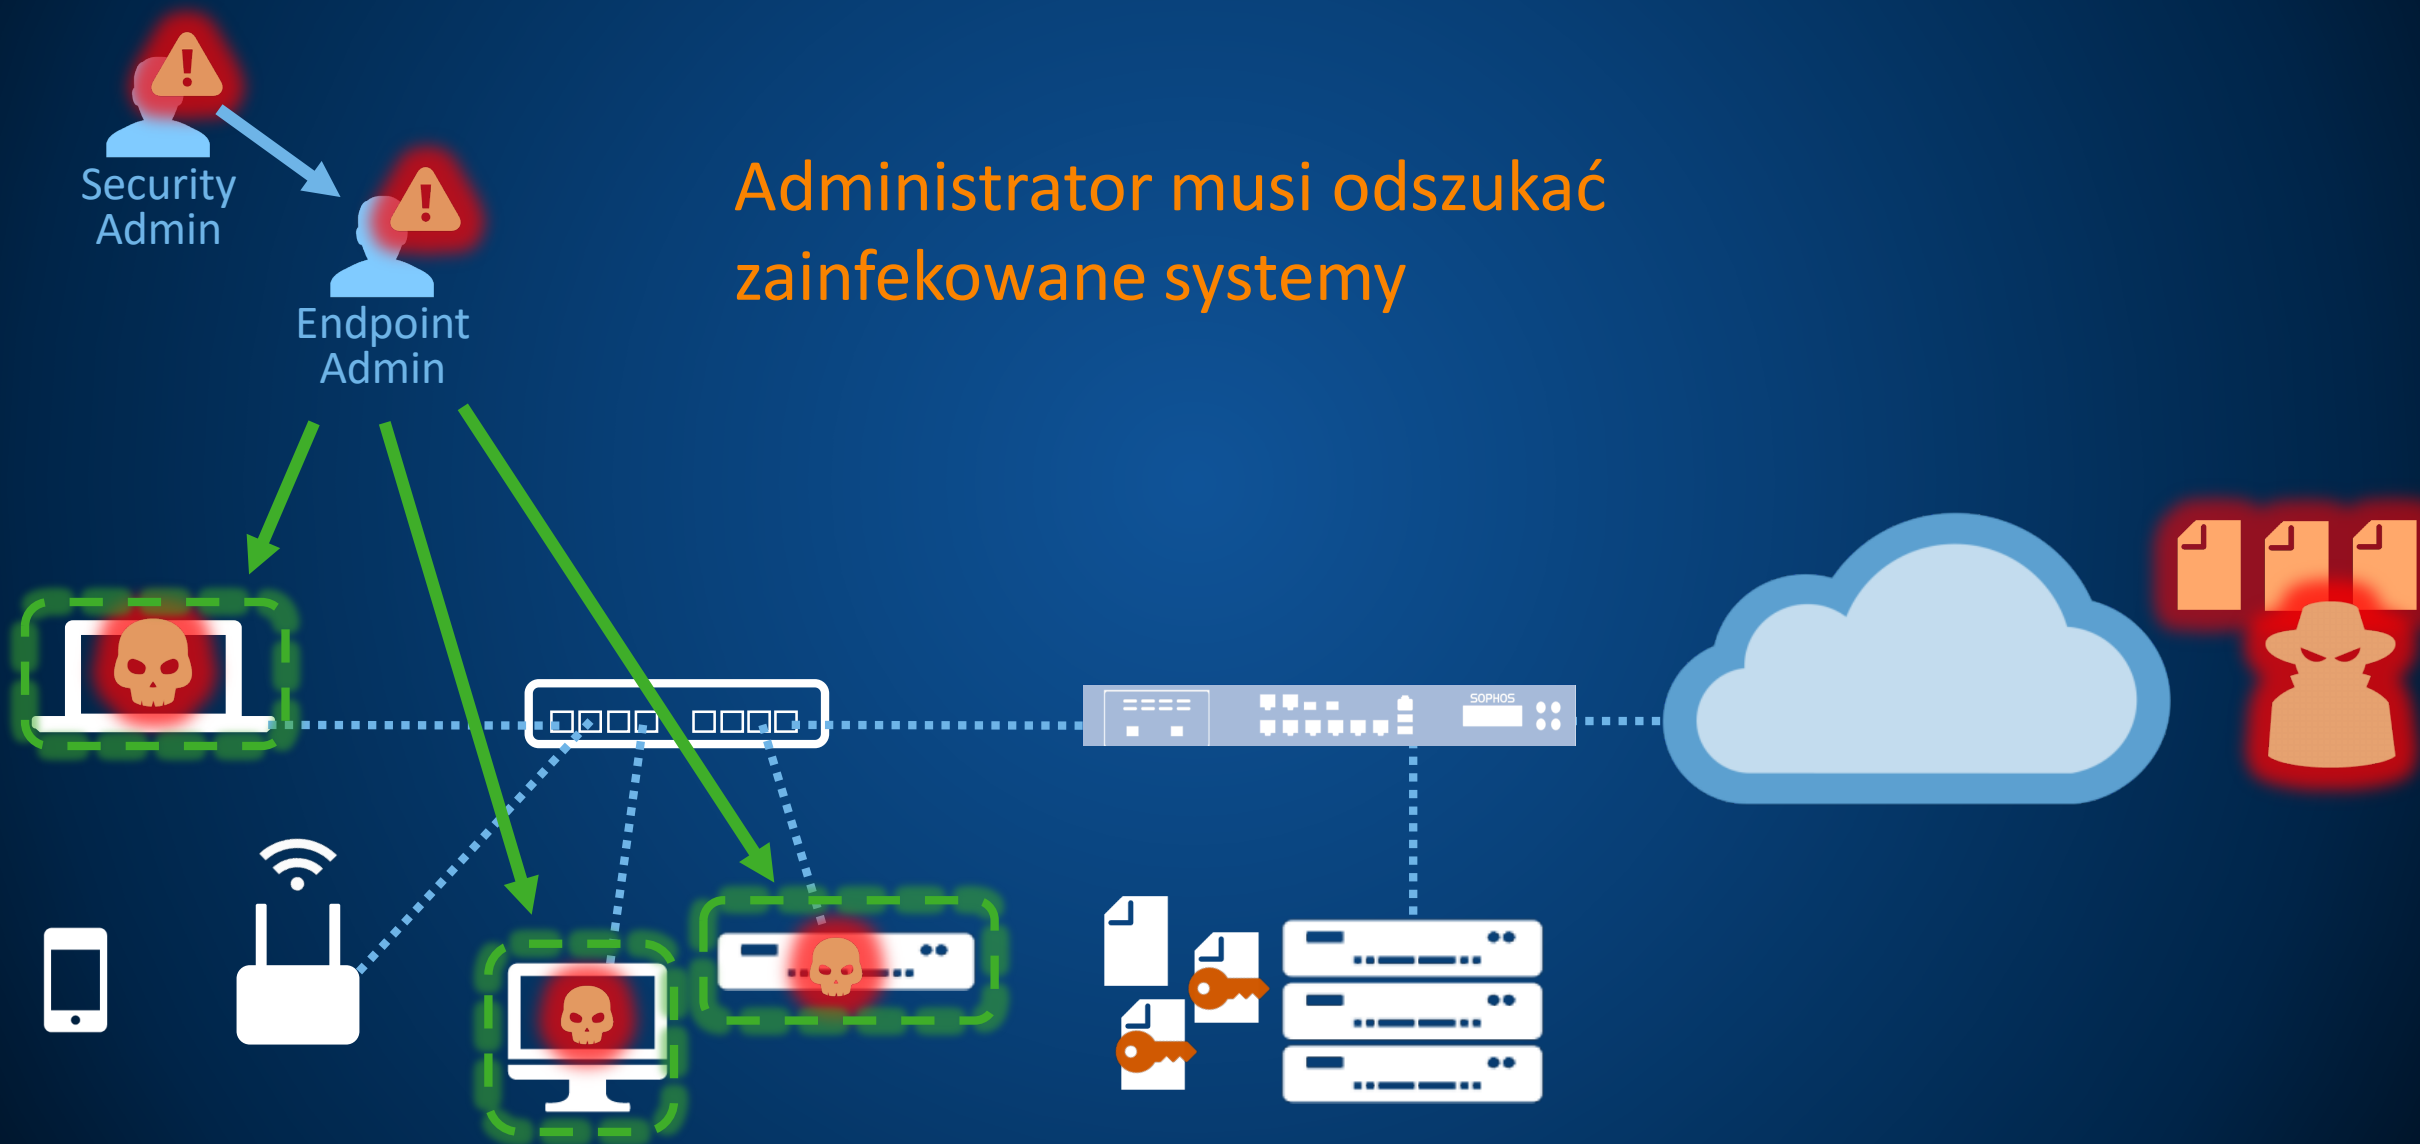 Security
Admin
Endpoint
Admin
Administrator musi odszukać
zainfekowane systemy
SOPHOS